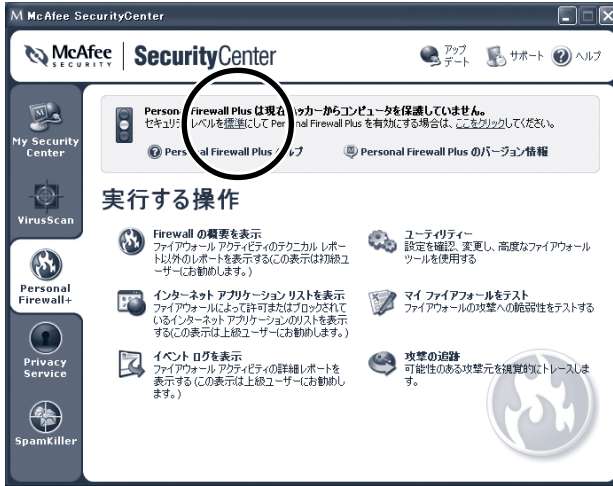 McAfee SecurityCenter
McAfee SECURITY SecurityCenter
アップデート
サポート
ヘルプ
Personal Firewall Plus は現在ハッカーからコンピュータを保護していません。
セキュリティ レベルを標準にして Personal Firewall Plus を有効にする場合は、ここをクリックしてください。
Personal Firewall Plus ヘルプ
Personal Firewall Plus のバージョン情報
My Security Center
VirusScan
Personal Firewall+
Privacy Service
SpamKiller
実行する操作
Firewall の概要を表示
ファイアウォール アクティビティのテクニカル レポー
ト以外のレポートを表示する(この表示は初級ユ
ーザーにお勧めします。)
ユーティリティー
設定を確認、変更し、高度なファイアウォール
ツールを使用する
インターネット アプリケーション リストを表示
ファイアウォールによって許可またはブロックされて
いるインターネット アプリケーションのリストを表示
する(この表示は上級ユーザーにお勧めします。)
マイ ファイアフォールをテスト
ファイアウォールの攻撃への脆弱性をテストする
イベント ログを表示
ファイアウォール アクティビティの詳細レポートを
表示する (この表示は上級ユーザーにお勧めし
ます。)
攻撃の追跡
可能性のある攻撃元を視覚的にトレースしま
す。